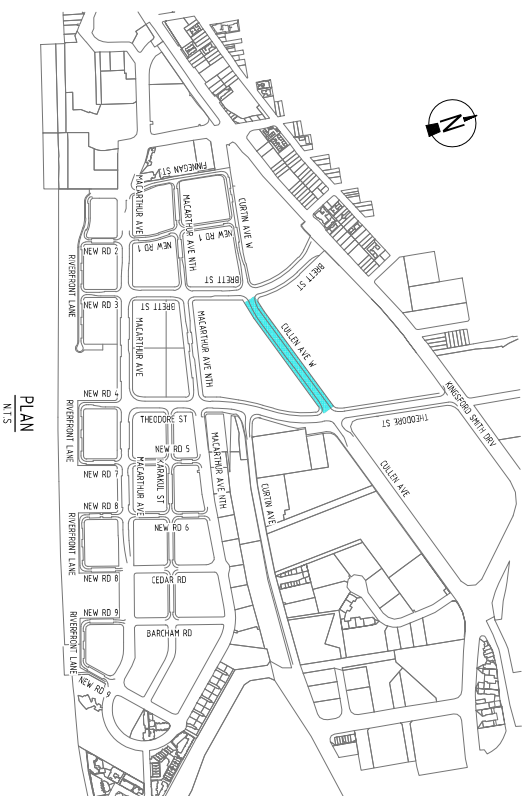 N
FINNEGAN ST
MACARTHUR AVE
MACARTHUR AVE NTH
CURTIN AVE W
NEW RD 1
NEW RD 1
NEW RD 2
BRETT ST
BRETT ST
RIVERFRONT LANE
NEW RD 3
BRETT ST
MACARTHUR AVE
MACARTHUR AVE NTH
CULLEN AVE W
KINGSFORD SMITH DRV
NEW RD 4
PLAN
N.T.S
THEODORE ST
THEODORE ST
RIVERFRONT LANE
NEW RD 5
MACARTHUR AVE NTH
NEW RD 7
MACARTHUR AVE
KARAKUL ST
CURTIN AVE
CULLEN AVE
NEW RD 8
RIVERFRONT LANE
NEW RD 6
NEW RD 8
CEDAR RD
NEW RD 9
BARCHAM RD
RIVERFRONT LANE
NEW RD 9